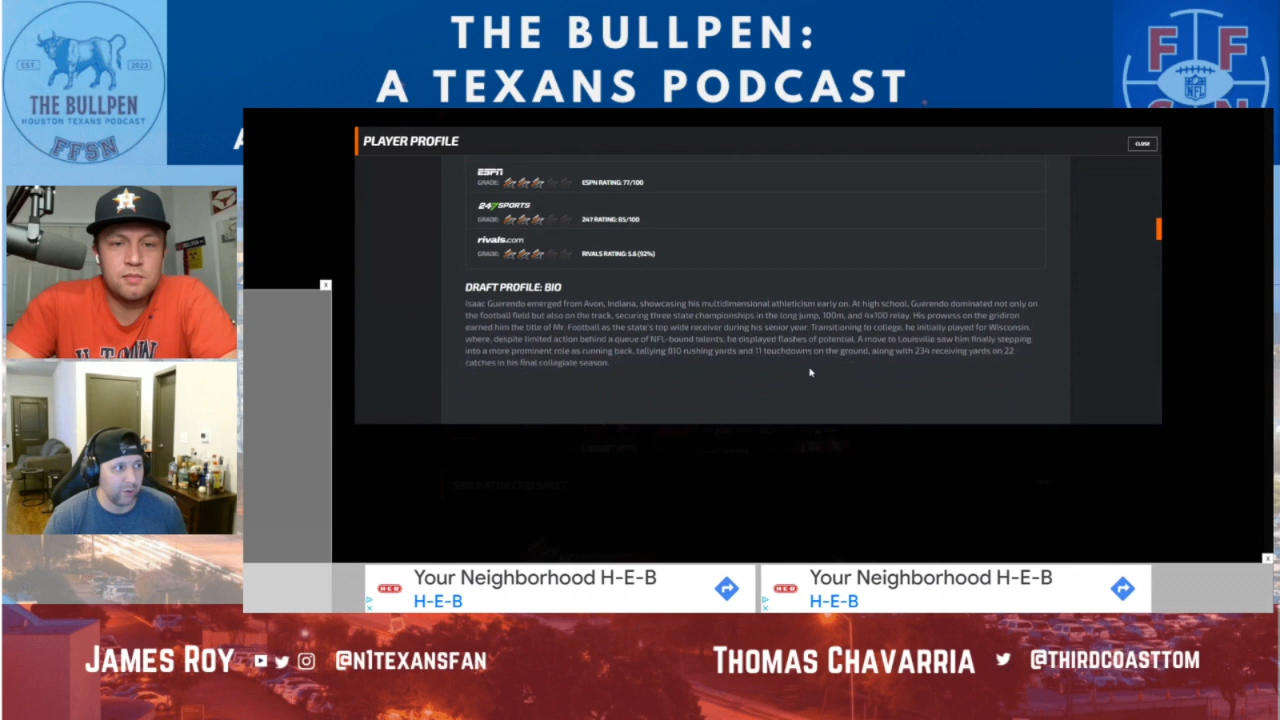 THE BULLPEN:
A TEXANS PODCAST
EST.
2023
THE BULLPEN
HOUSTON TEXANS PODCAST
FFSN
F F
NFL
S N
A
PLAYER PROFILE
CLOSE
ESPN
GRADE:
ESPN RATING: 77/100
247SPORTS
GRADE:
247 RATING: 85/100
rivals.com
GRADE:
RIVALS RATING: 5.6 (92%)
DRAFT PROFILE: BIO
Isaac Guerendo emerged from Avon, Indiana, showcasing his multidimensional athleticism early on. At high school, Guerendo dominated not only on
the football field but also on the track, securing three state championships in the long jump, 100m, and 4x100 relay. His prowess on the gridiron
earned him the title of Mr. Football as the state's top wide receiver during his senior year. Transitioning to college, he initially played for Wisconsin,
where, despite limited action behind a queue of NFL-bound talents, he displayed flashes of potential. A move to Louisville saw him finally stepping
into a more prominent role as running back, tallying 810 rushing yards and 11 touchdowns on the ground, along with 234 receiving yards on 22
catches in his final collegiate season.
x
x
H-E-B
Your Neighborhood H-E-B
H-E-B
H-E-B
Your Neighborhood H-E-B
H-E-B
JAMES ROY
@N1TEXANSFAN
THOMAS CHAVARRIA
@THIRDCOASTTOM